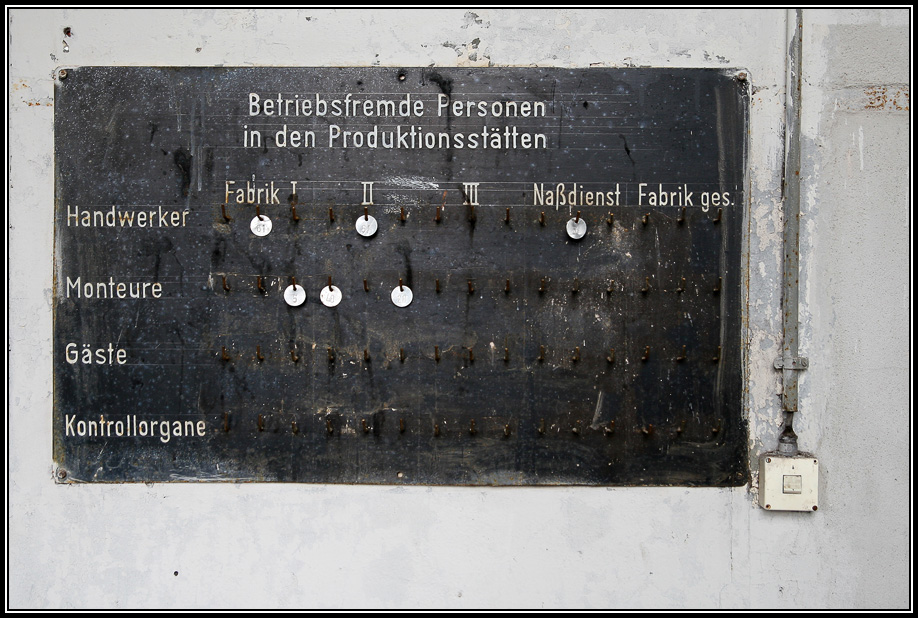 Betriebsfremde Personen
in den Produktionsstätten
Fabrik I II III Naßdienst Fabrik ges.
Handwerker
Monteure
Gäste
Kontrollorgane